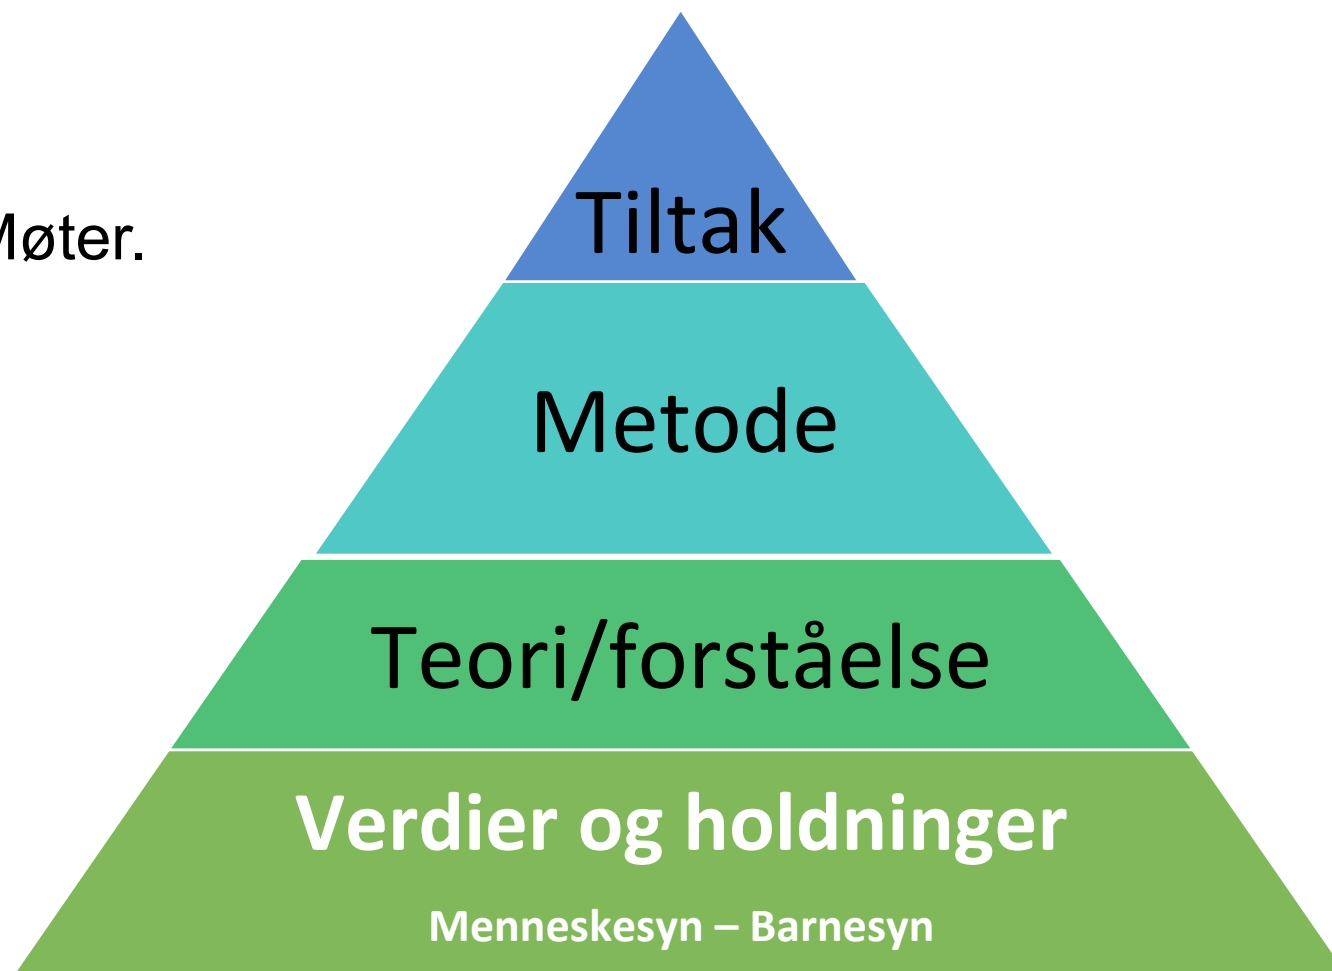 Tiltak
Møter.
Metode
Teori/forståelse
Verdier og holdninger
Menneskesyn – Barnesyn